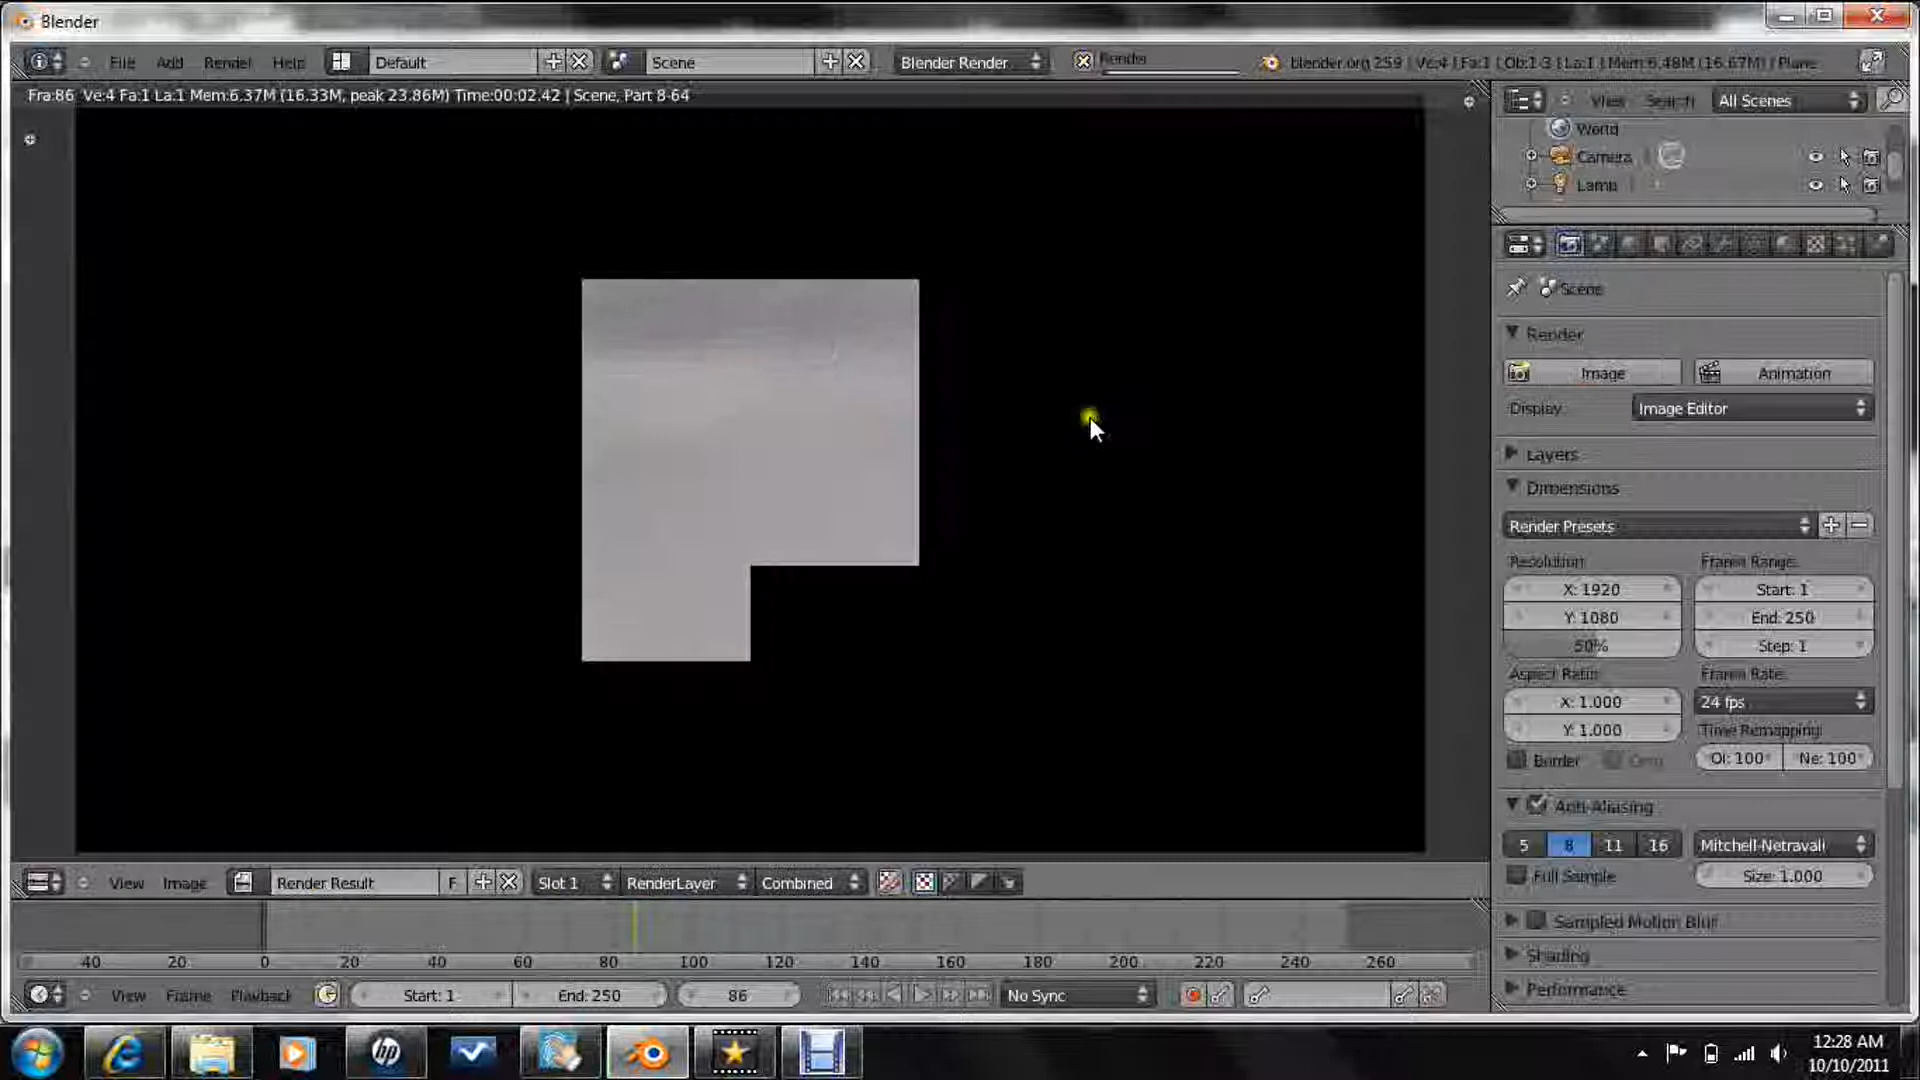 Blender
File Add Render Help Default Scene Blender Render Render blender.org 259 | Ve:4 | Fa:1 | Ob:1-3 | La:1 | Mem:6.48M (16.67M) | Plane
Fra:86 Ve:4 Fa:1 La:1 Mem:6.37M (16.33M, peak 23.86M) Time:00:02.42 | Scene, Part 8-64
View Search All Scenes
World
Camera
Lamp
Scene
Render
Image Animation
Display: Image Editor
Layers
Dimensions
Render Presets
Resolution: Frame Range:
X: 1920 Start: 1
Y: 1080 End: 250
50% Step: 1
Aspect Ratio: Frame Rate:
X: 1.000 24 fps
Y: 1.000 Time Remapping:
Border Crop Ol: 100 Ne: 100
Anti-Aliasing
5 8 11 16 Mitchell-Netravali
Full Sample Size: 1.000
Sampled Motion Blur
Shading
Performance
View Image Render Result F Slot 1 RenderLayer Combined
40 20 0 20 40 60 80 100 120 140 160 180 200 220 240 260
View Frame Playback Start: 1 End: 250 86 No Sync
hp
12:28 AM
10/10/2011